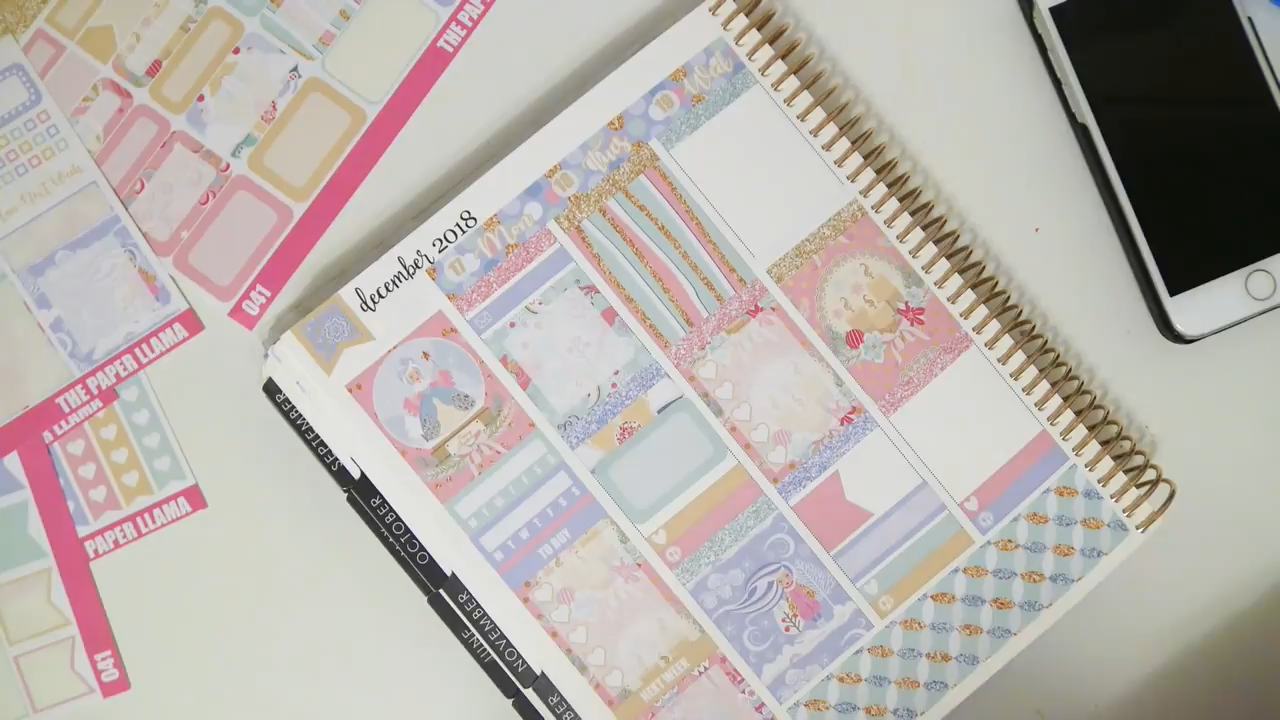 THE PAP
041
THE PAPER LLAMA
A LLAMA
PAPER LLAMA
041
december 2018
17 Mon
18 Tues
19 Wed
SEPTEMBER
OCTOBER
NOVEMBER
JUNE
M T W T F S S
M T W T F S S
TO BUY
NEXT WEEK